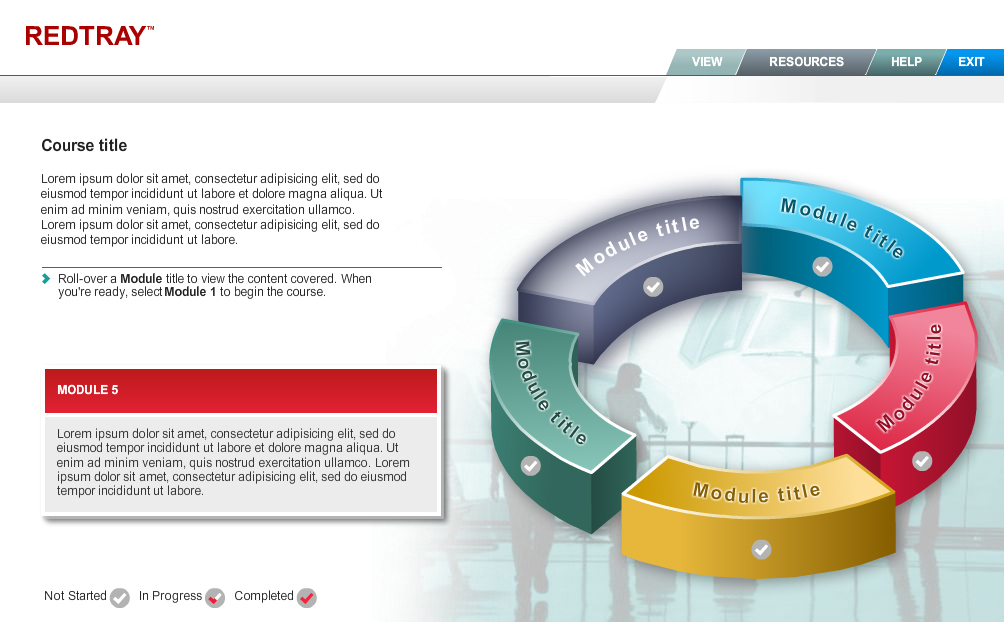 REDTRAY™
VIEW
RESOURCES
HELP
EXIT
Course title
Lorem ipsum dolor sit amet, consectetur adipisicing elit, sed do
eiusmod tempor incididunt ut labore et dolore magna aliqua. Ut
enim ad minim veniam, quis nostrud exercitation ullamco.
Lorem ipsum dolor sit amet, consectetur adipisicing elit, sed do
eiusmod tempor incididunt ut labore.
Roll-over a Module title to view the content covered. When
you're ready, select Module 1 to begin the course.
MODULE 5
Lorem ipsum dolor sit amet, consectetur adipisicing elit, sed do
eiusmod tempor incididunt ut labore et dolore magna aliqua. Ut
enim ad minim veniam, quis nostrud exercitation ullamco. Lorem
ipsum dolor sit amet, consectetur adipisicing elit, sed do eiusmod
tempor incididunt ut labore.
Module title
Module title
Module title
Module title
Module title
Not Started
In Progress
Completed